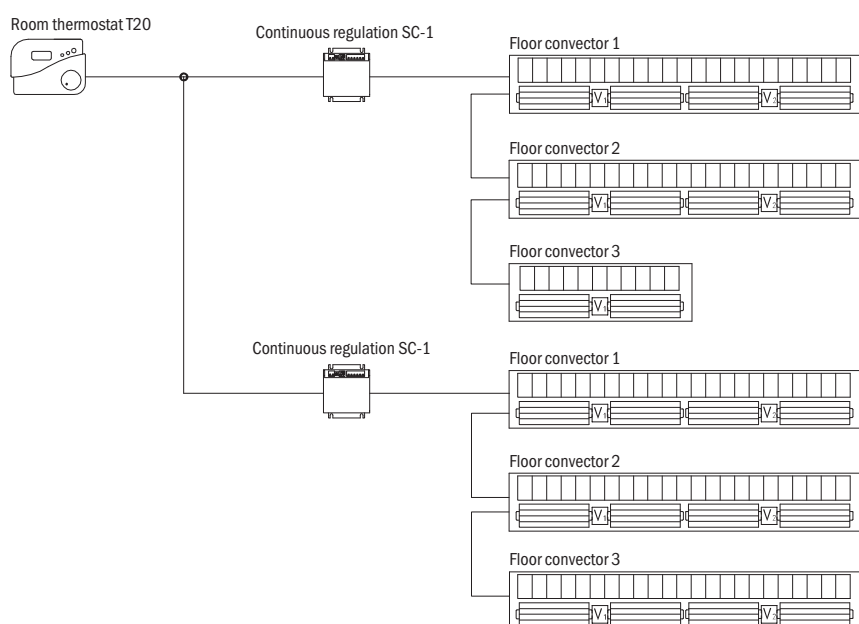 Room thermostat T20
Continuous regulation SC-1
Floor convector 1
V1 V2
Floor convector 2
V1 V2
Floor convector 3
V1
Continuous regulation SC-1
Floor convector 1
V1 V2
Floor convector 2
V1 V2
Floor convector 3
V1 V2